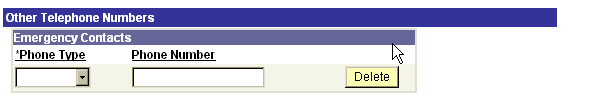 Other Telephone Numbers
Emergency Contacts
*Phone Type Phone Number
Delete